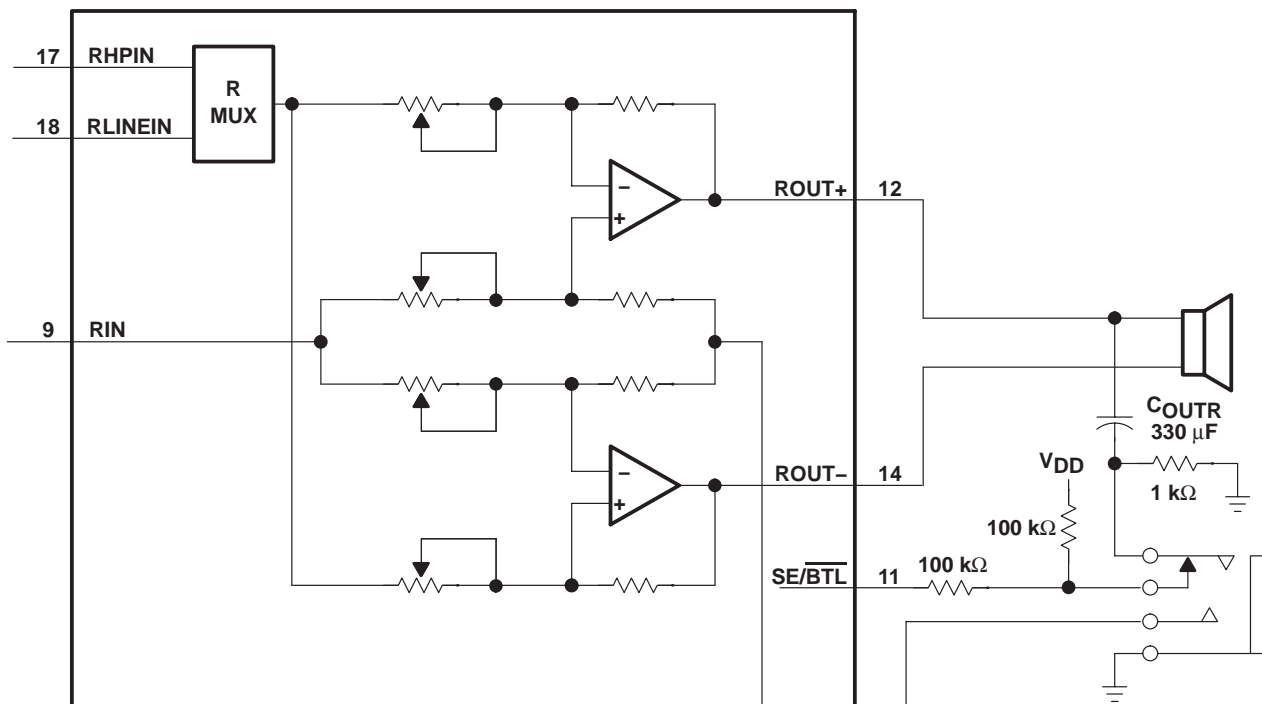 17 RHPIN
R
MUX
18 RLINEIN
−
+
ROUT+ 12
9 RIN
COUTR
330 μF
−
+
ROUT− 14
VDD
1 kΩ
100 kΩ
100 kΩ
SE/BTL 11